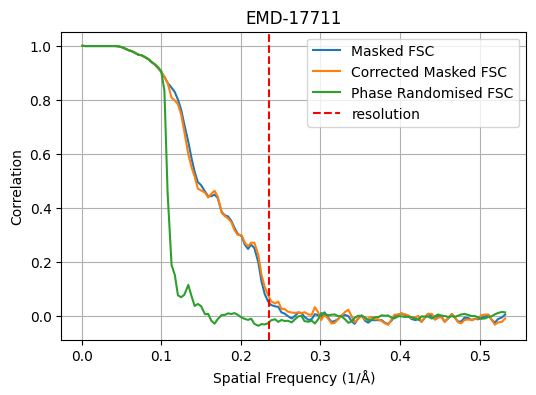 EMD-17711
Masked FSC
Corrected Masked FSC
Phase Randomised FSC
resolution
Correlation
1.0
0.8
0.6
0.4
0.2
0.0
0.0 0.1 0.2 0.3 0.4 0.5
Spatial Frequency (1/Å)